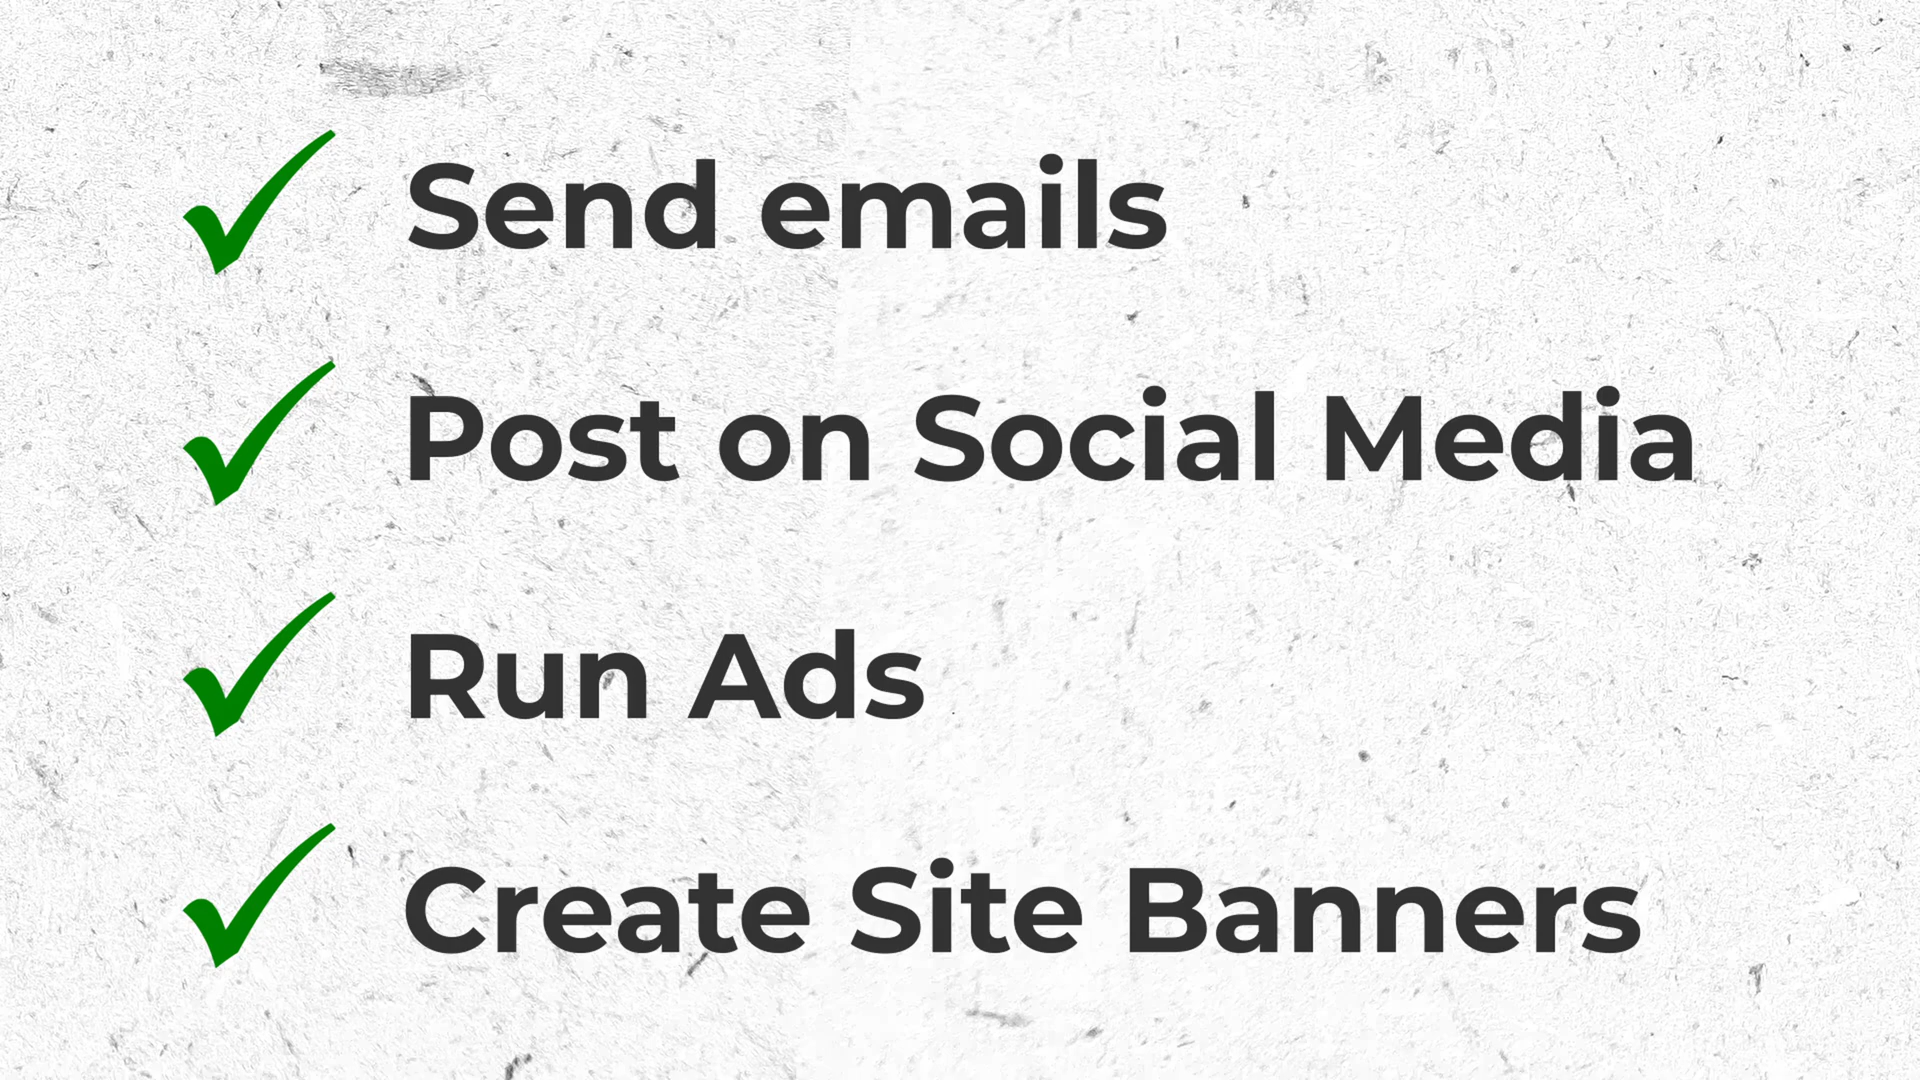 Send emails
Post on Social Media
Run Ads
Create Site Banners